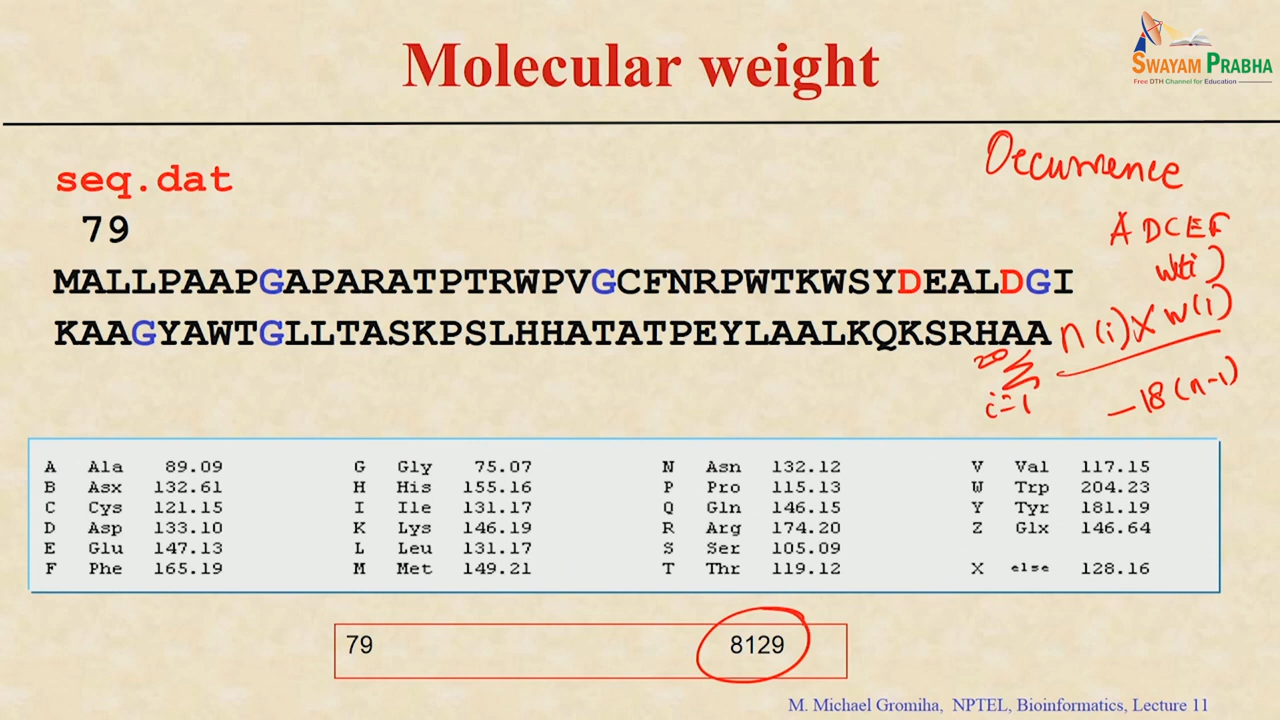 Molecular weight
SWAYAM PRABHA
Free DTH Channel for Education
seq.dat
79
Occurrence
A D C E F
MALLPAAPGAPARATPTRWPVGCFNRPWTKWSYDEALDGI
KAAGYAWTGLLTASKPSLHHATATPEYLAALKQKSRHAA
n(i) X w(i)
20
Σ
i=1
-18(n-1)
A Ala 89.09 G Gly 75.07 N Asn 132.12 V Val 117.15
B Asx 132.61 H His 155.16 P Pro 115.13 W Trp 204.23
C Cys 121.15 I Ile 131.17 Q Gln 146.15 Y Tyr 181.19
D Asp 133.10 K Lys 146.19 R Arg 174.20 Z Glx 146.64
E Glu 147.13 L Leu 131.17 S Ser 105.09
F Phe 165.19 M Met 149.21 T Thr 119.12 X else 128.16
79 8129
M. Michael Gromiha, NPTEL, Bioinformatics, Lecture 11